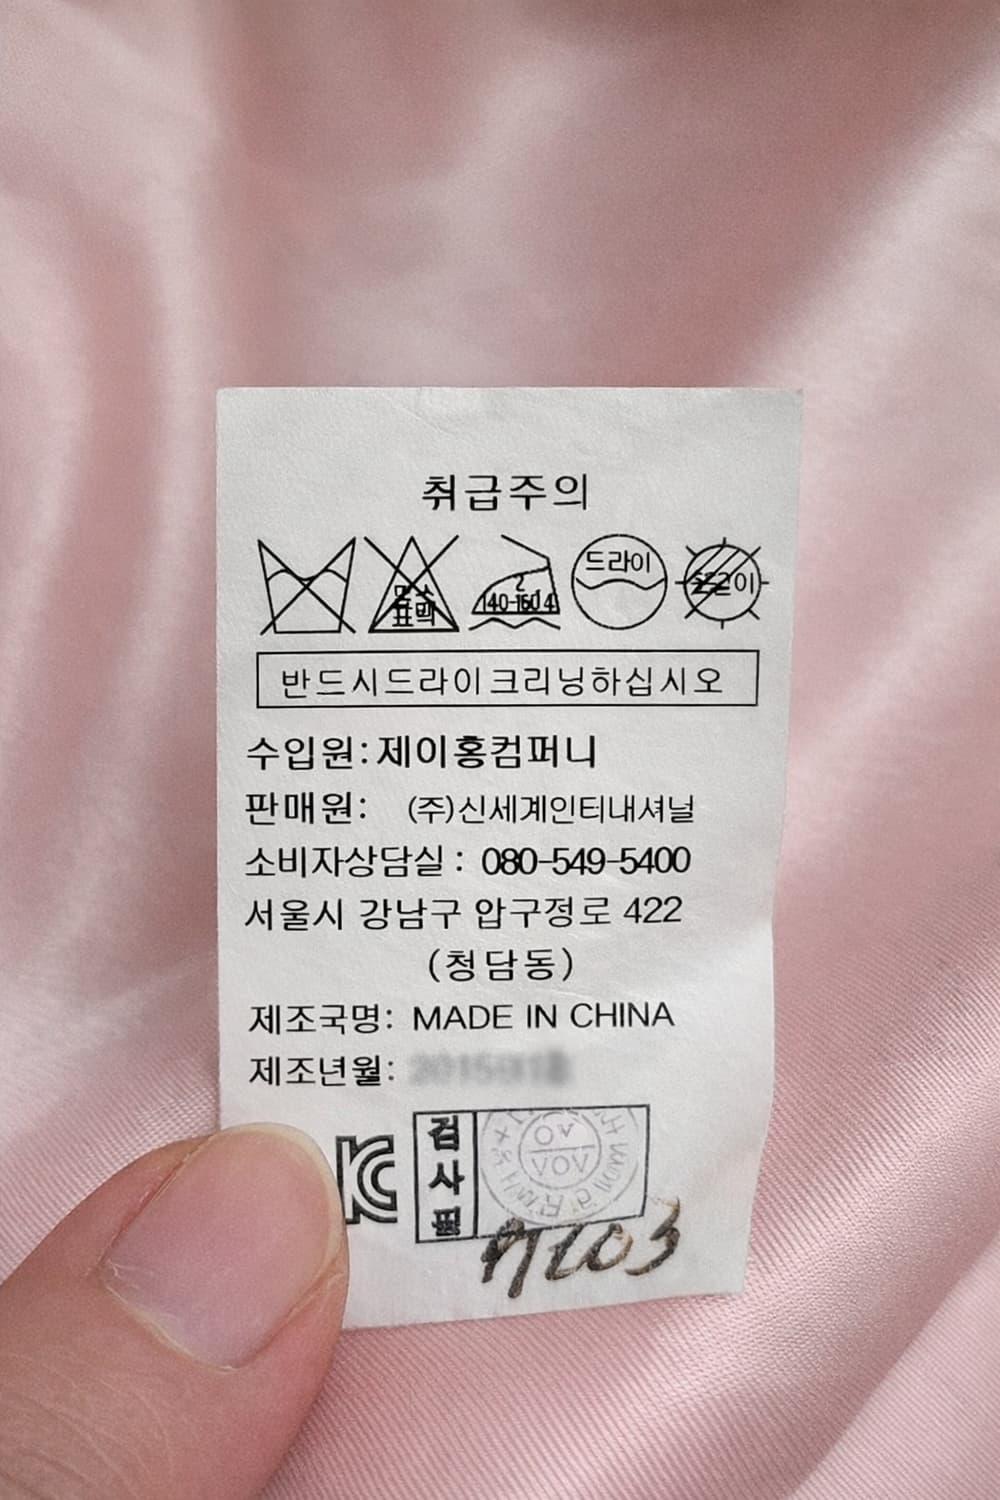 취급주의
드라이
반드시드라이크리닝하십시오
수입원: 제이홍컴퍼니
판매원: (주)신세계인터내셔널
소비자상담실 : 080-549-5400
서울시 강남구 압구정로 422
(청담동)
제조국명: MADE IN CHINA
제조년월:
검사필